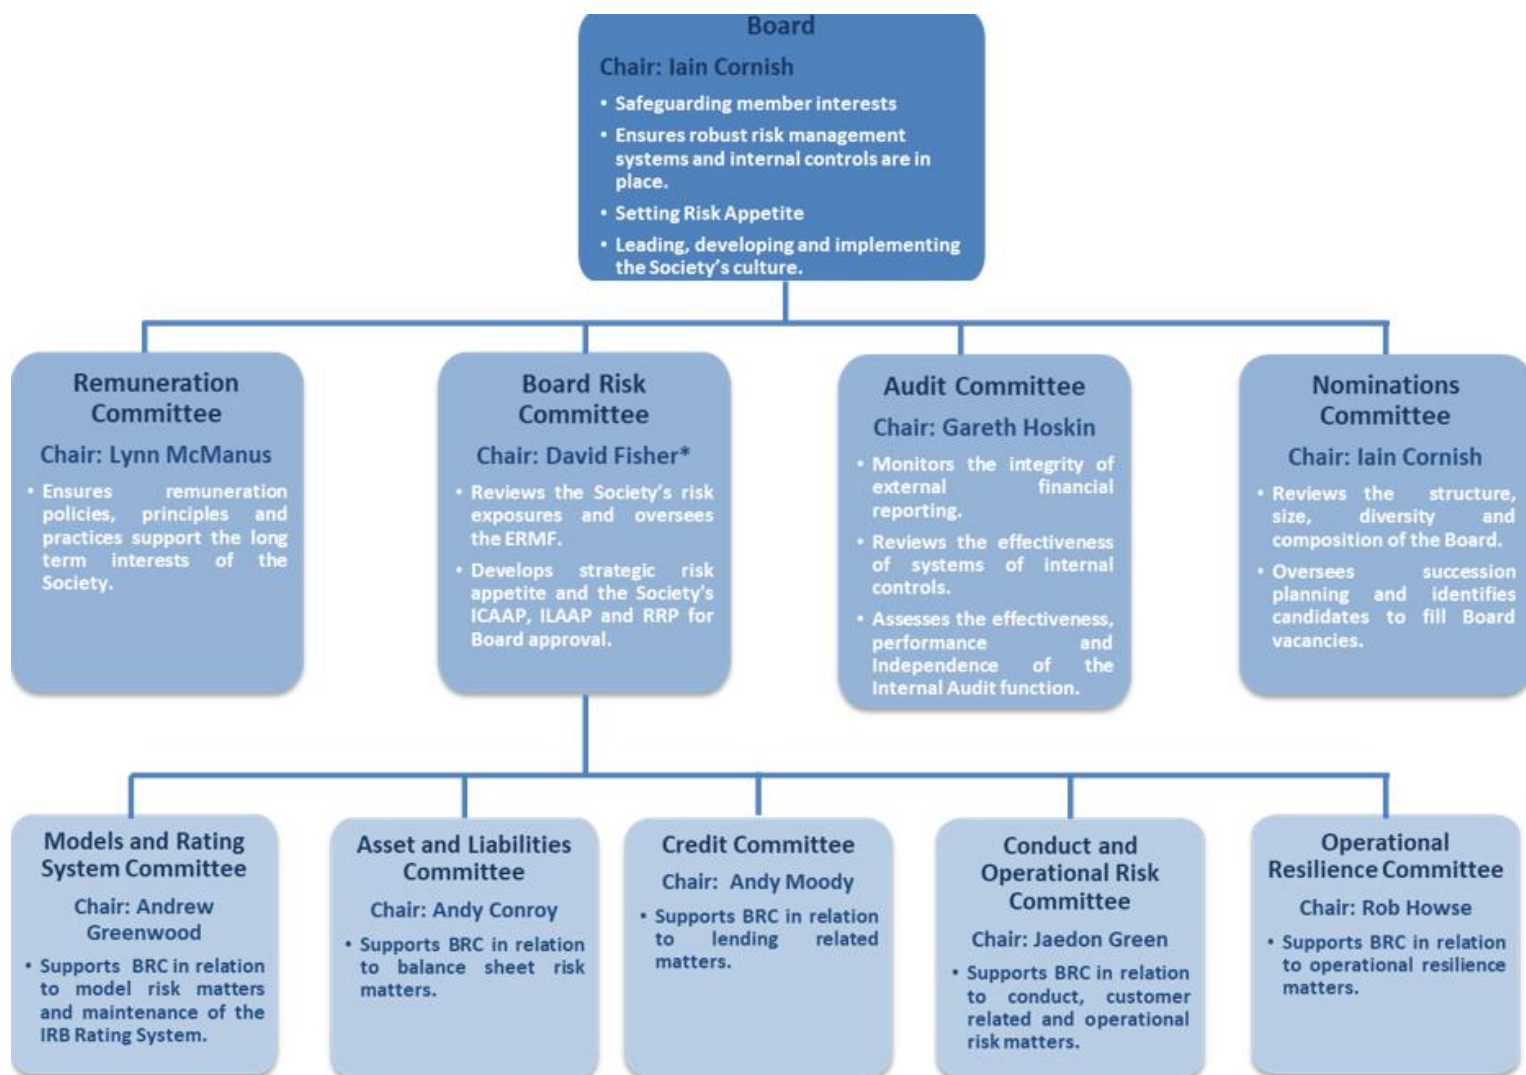 Board
Chair: Iain Cornish
• Safeguarding member interests
• Ensures robust risk management
systems and internal controls are in
place.
• Setting Risk Appetite
• Leading, developing and implementing
the Society's culture.
Remuneration
Committee
Chair: Lynn McManus
• Ensures remuneration
policies, principles and
practices support the long
term interests of the
Society.
Board Risk
Committee
Chair: David Fisher*
• Reviews the Society's risk
exposures and oversees
the ERMF.
• Develops strategic risk
appetite and the Society's
ICAAP, ILAAP and RRP for
Board approval.
Audit Committee
Chair: Gareth Hoskin
• Monitors the integrity of
external financial
reporting.
• Reviews the effectiveness
of systems of internal
controls.
• Assesses the effectiveness,
performance and
Independence of the
Internal Audit function.
Nominations
Committee
Chair: Iain Cornish
• Reviews the structure,
size, diversity and
composition of the Board.
• Oversees succession
planning and identifies
candidates to fill Board
vacancies.
Models and Rating
System Committee
Chair: Andrew
Greenwood
• Supports BRC in relation
to model risk matters
and maintenance of the
IRB Rating System.
Asset and Liabilities
Committee
Chair: Andy Conroy
• Supports BRC in relation
to balance sheet risk
matters.
Credit Committee
Chair: Andy Moody
• Supports BRC in relation
to lending related
matters.
Conduct and
Operational Risk
Committee
Chair: Jaedon Green
• Supports BRC in relation
to conduct, customer
related and operational
risk matters.
Operational
Resilience Committee
Chair: Rob Howse
• Supports BRC in relation
to operational resilience
matters.